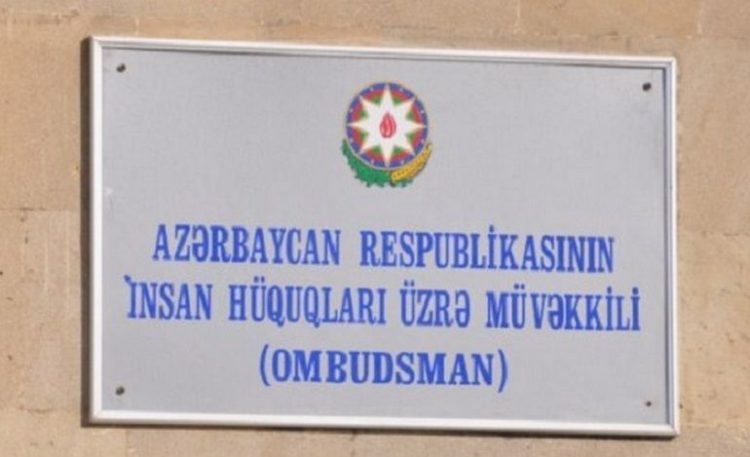 AZƏRBAYCAN RESPUBLİKASININ
İNSAN HÜQUQLARI ÜZRƏ MÜVƏKKİLİ
(OMBUDSMAN)